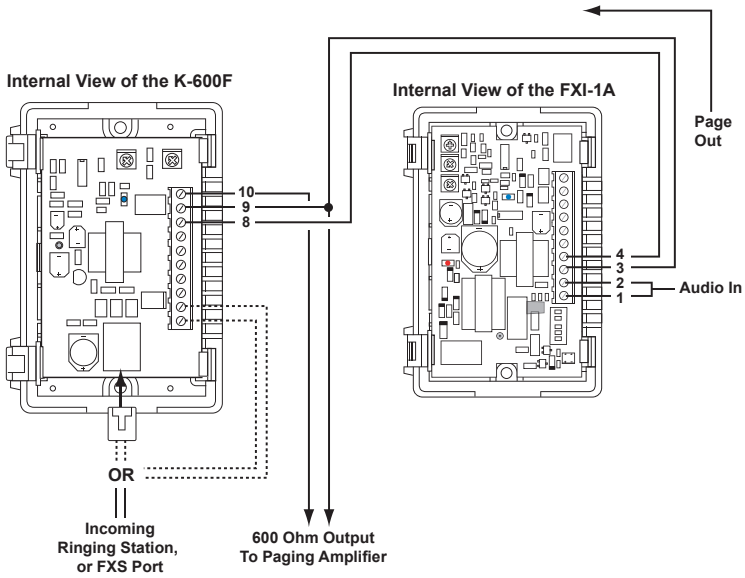 Internal View of the K-600F
Internal View of the FXI-1A
Page
Out
10
9
8
4
3
2
1
Audio In
OR
Incoming
Ringing Station,
or FXS Port
600 Ohm Output
To Paging Amplifier